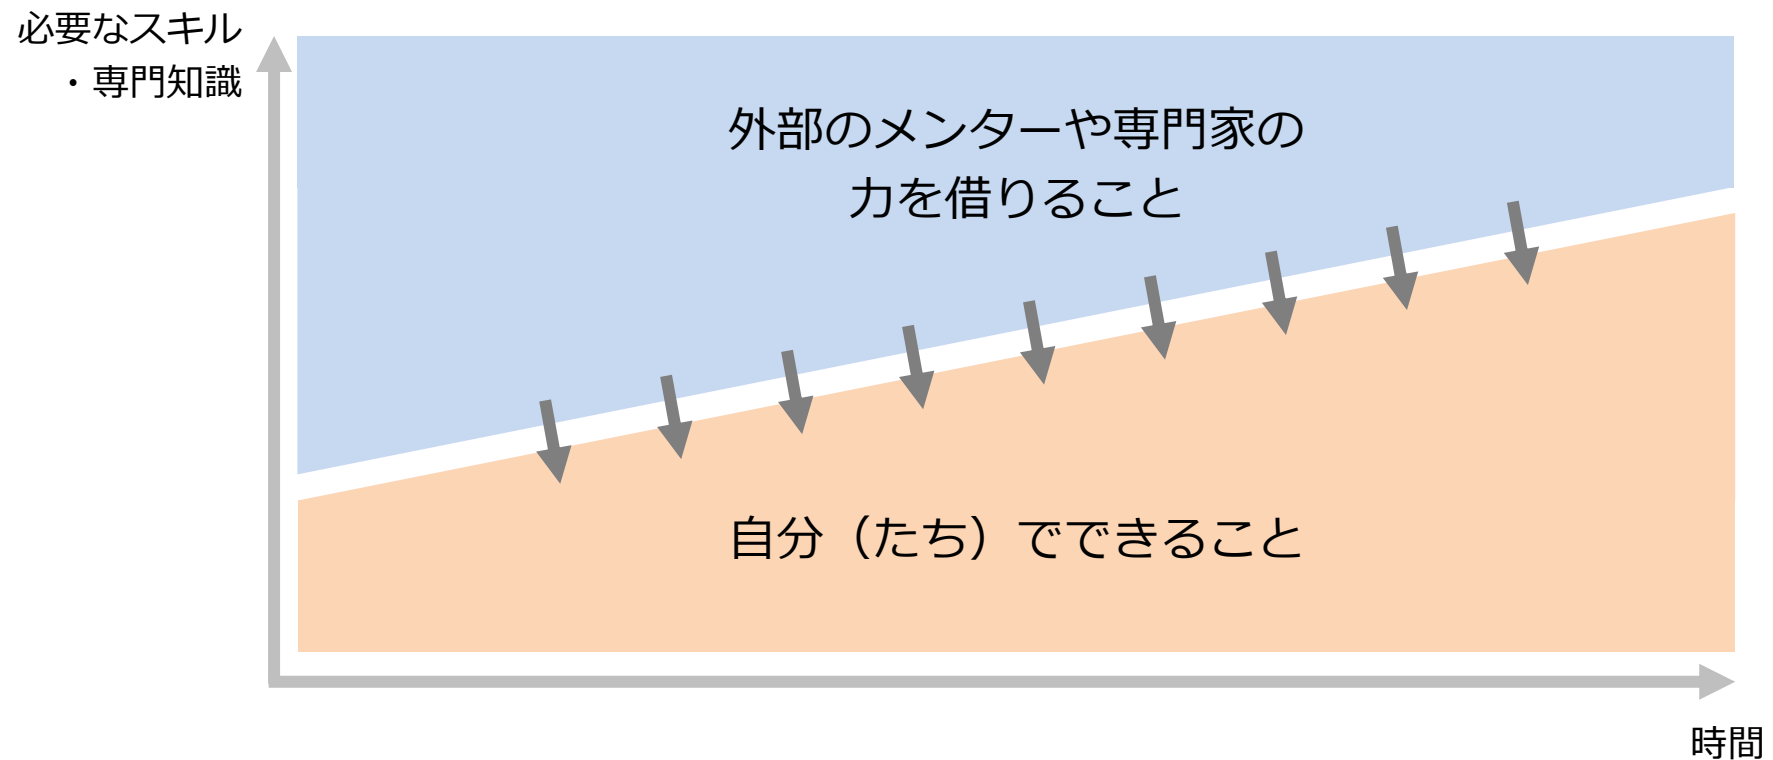 必要なスキル
・専門知識
外部のメンターや専門家の
力を借りること
自分（たち）でできること
時間